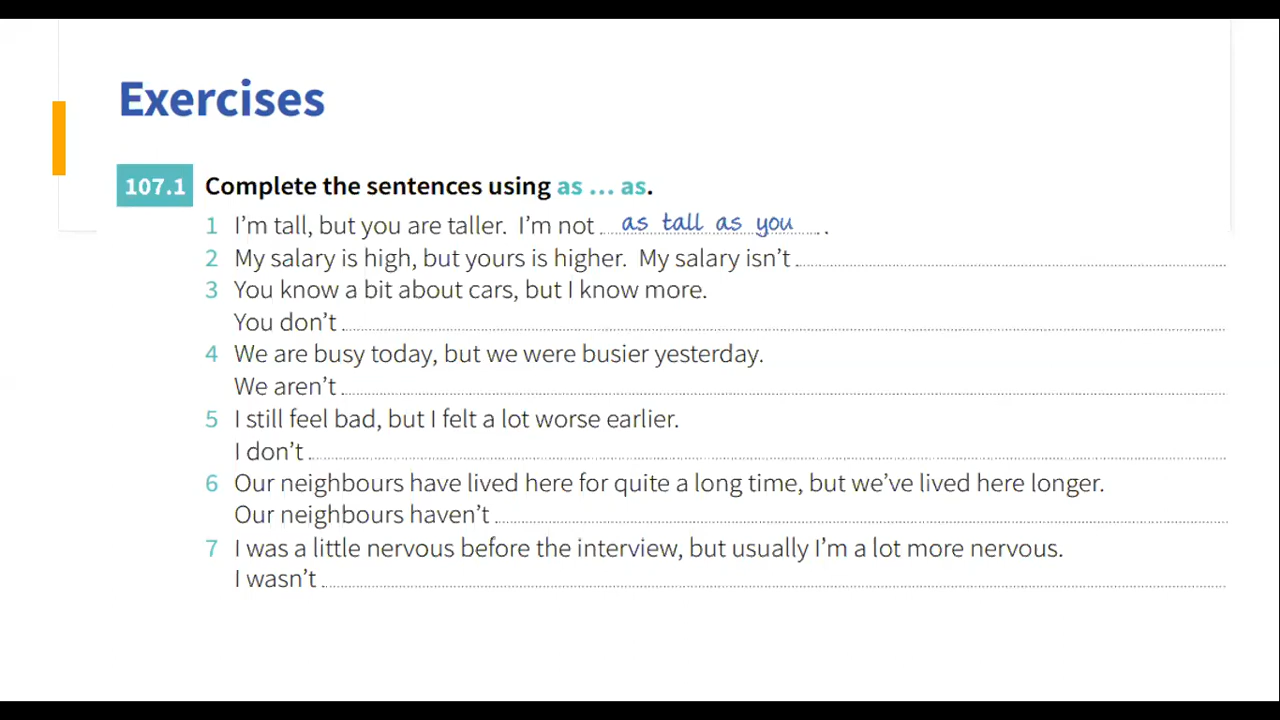 Exercises
107.1 Complete the sentences using as … as.
1 I’m tall, but you are taller. I’m not as tall as you .
2 My salary is high, but yours is higher. My salary isn’t
3 You know a bit about cars, but I know more.
You don’t
4 We are busy today, but we were busier yesterday.
We aren’t
5 I still feel bad, but I felt a lot worse earlier.
I don’t
6 Our neighbours have lived here for quite a long time, but we’ve lived here longer.
Our neighbours haven’t
7 I was a little nervous before the interview, but usually I’m a lot more nervous.
I wasn’t